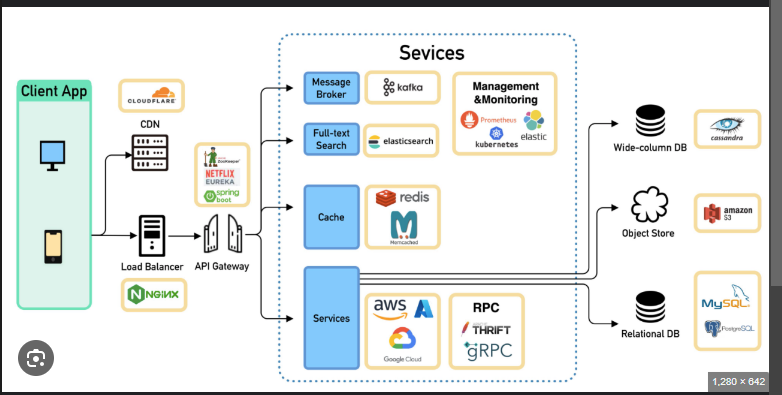 Sevices
Client App
CLOUDFLARE
CDN
ZooKeeper
NETFLIX
EUREKA
spring
boot
Load Balancer
API Gateway
NGINX
Message
Broker
kafka
Full-text
Search
elasticsearch
Cache
redis
Memcached
Services
aws
Google Cloud
RPC
THRIFT
gRPC
Management
&Monitoring
Prometheus
kubernetes
elastic
Wide-column DB
cassandra
Object Store
amazon
S3
Relational DB
MySQL
PostgreSQL
1,280 × 642